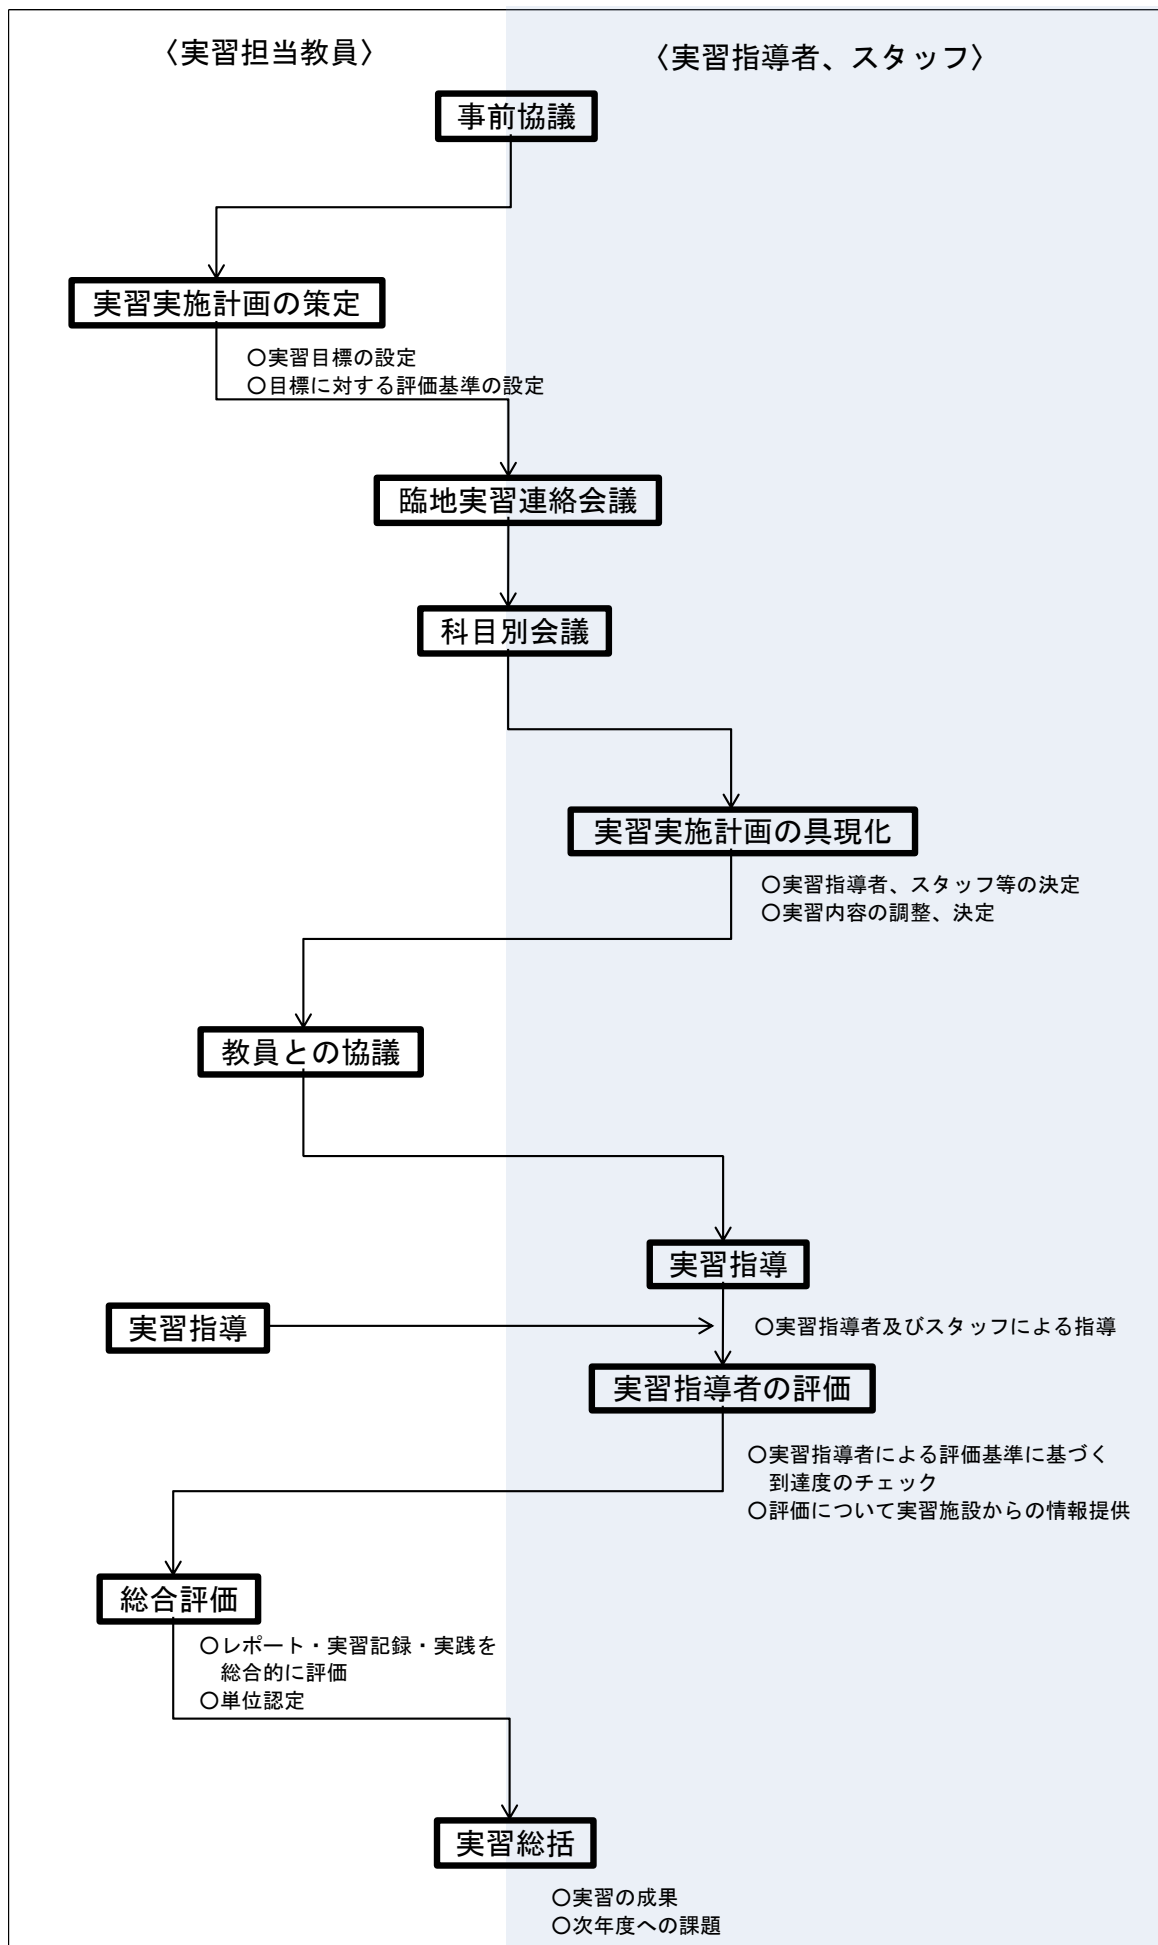 〈実習担当教員〉
〈実習指導者、スタッフ〉
事前協議
実習実施計画の策定
〇実習目標の設定
〇目標に対する評価基準の設定
臨地実習連絡会議
科目別会議
実習実施計画の具現化
〇実習指導者、スタッフ等の決定
〇実習内容の調整、決定
教員との協議
実習指導
実習指導
〇実習指導者及びスタッフによる指導
実習指導者の評価
〇実習指導者による評価基準に基づく
到達度のチェック
〇評価について実習施設からの情報提供
総合評価
〇レポート・実習記録・実践を
総合的に評価
〇単位認定
実習総括
〇実習の成果
〇次年度への課題